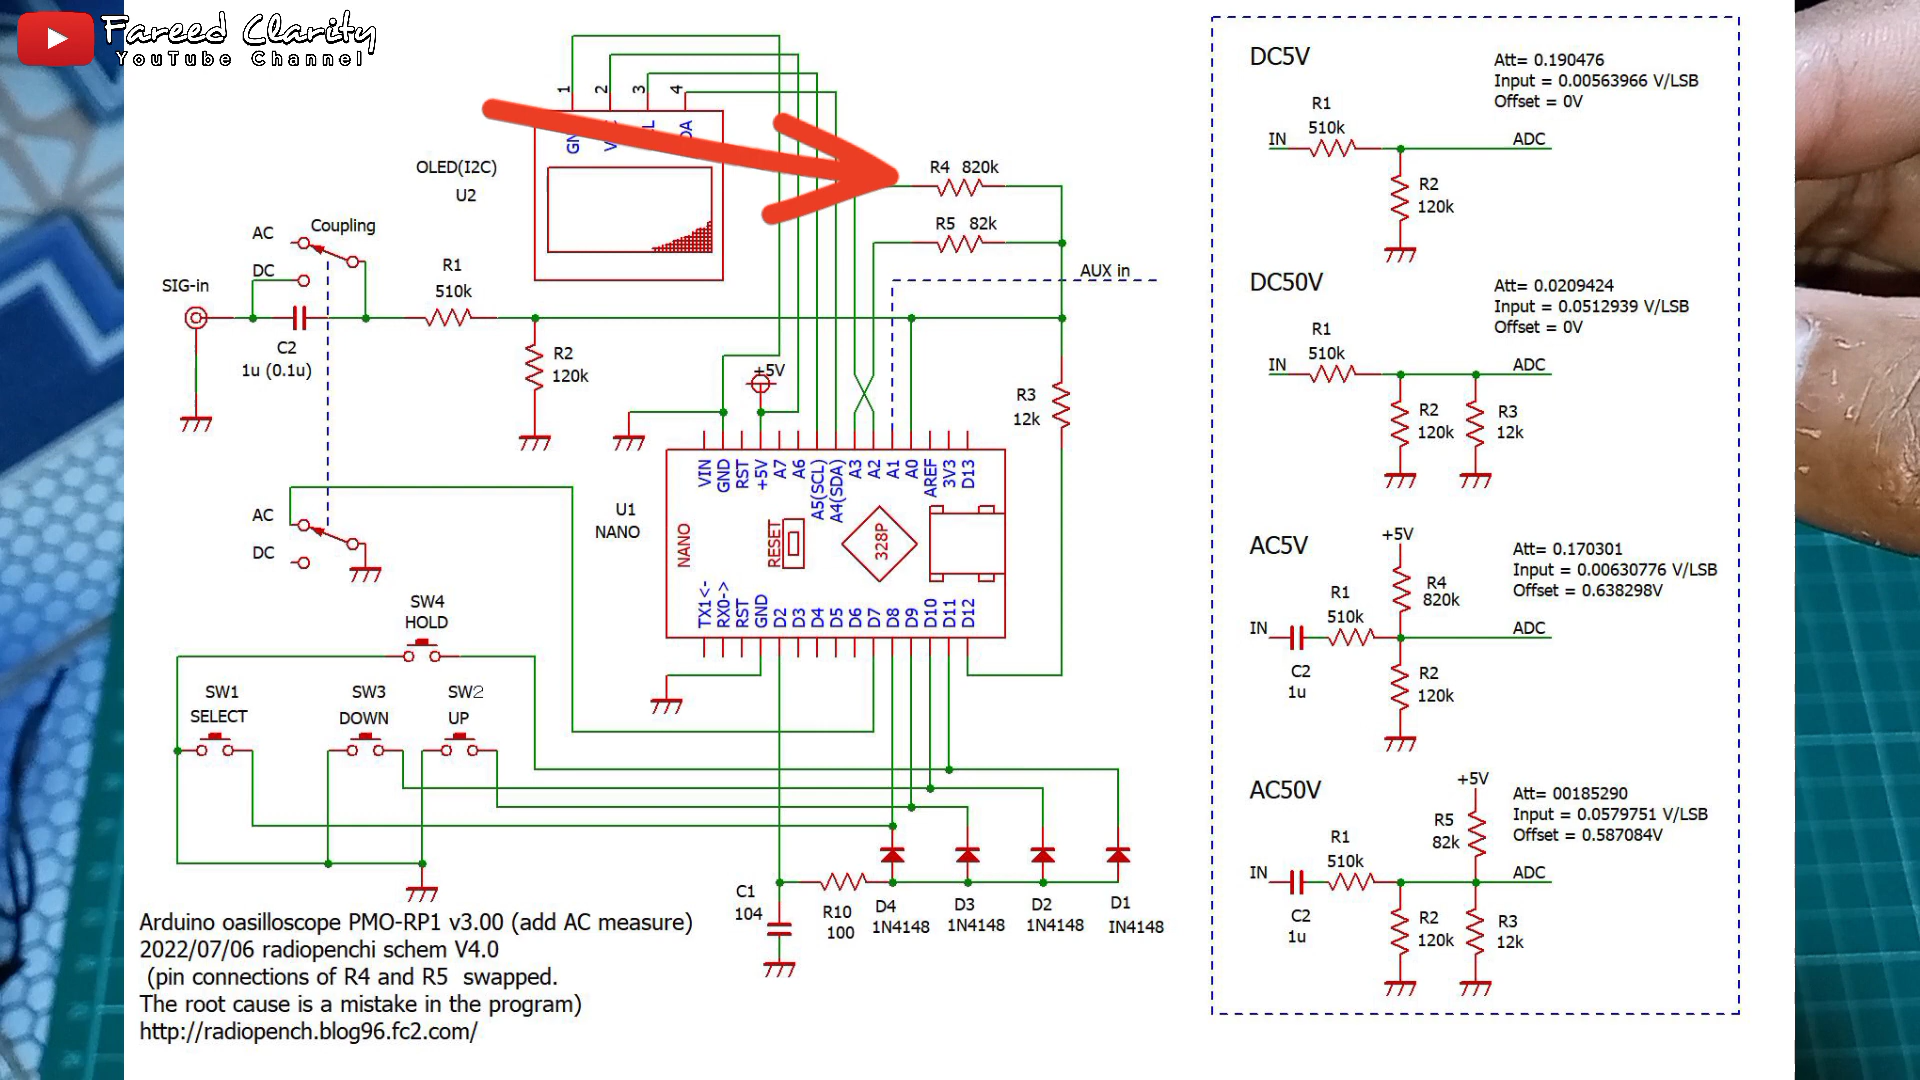 Fareed Clarity
YouTube Channel
1
2
3
4
GN
V
L
DA
OLED(I2C)
U2
R4 820k
R5 82k
AUX in
AC
Coupling
DC
SIG-in
R1
510k
C2
1u (0.1u)
R2
120k
+5V
R3
12k
VIN
GND
RST
+5V
A7
A6
A5(SCL)
A4(SDA)
A3
A2
A1
A0
AREF
3V3
D13
U1
NANO
NANO
RESET
328P
AC
DC
TX1<-
RX0->
RST
GND
D2
D3
D4
D5
D6
D7
D8
D9
D10
D11
D12
SW4
HOLD
SW1
SELECT
SW3
DOWN
SW2
UP
C1
104
R10
100
D4
1N4148
D3
1N4148
D2
1N4148
D1
IN4148
Arduino oasilloscope PMO-RP1 v3.00 (add AC measure)
2022/07/06 radiopenchi schem V4.0
(pin connections of R4 and R5 swapped.
The root cause is a mistake in the program)
http://radiopench.blog96.fc2.com/
DC5V
Att= 0.190476
Input = 0.00563966 V/LSB
Offset = 0V
R1
510k
IN
ADC
R2
120k
DC50V
Att= 0.0209424
Input = 0.0512939 V/LSB
Offset = 0V
R1
510k
IN
ADC
R2
120k
R3
12k
AC5V
+5V
Att= 0.170301
Input = 0.00630776 V/LSB
Offset = 0.638298V
R4
820k
R1
510k
IN
ADC
C2
1u
R2
120k
AC50V
+5V
Att= 00185290
Input = 0.0579751 V/LSB
Offset = 0.587084V
R5
82k
R1
510k
IN
ADC
C2
1u
R2
120k
R3
12k